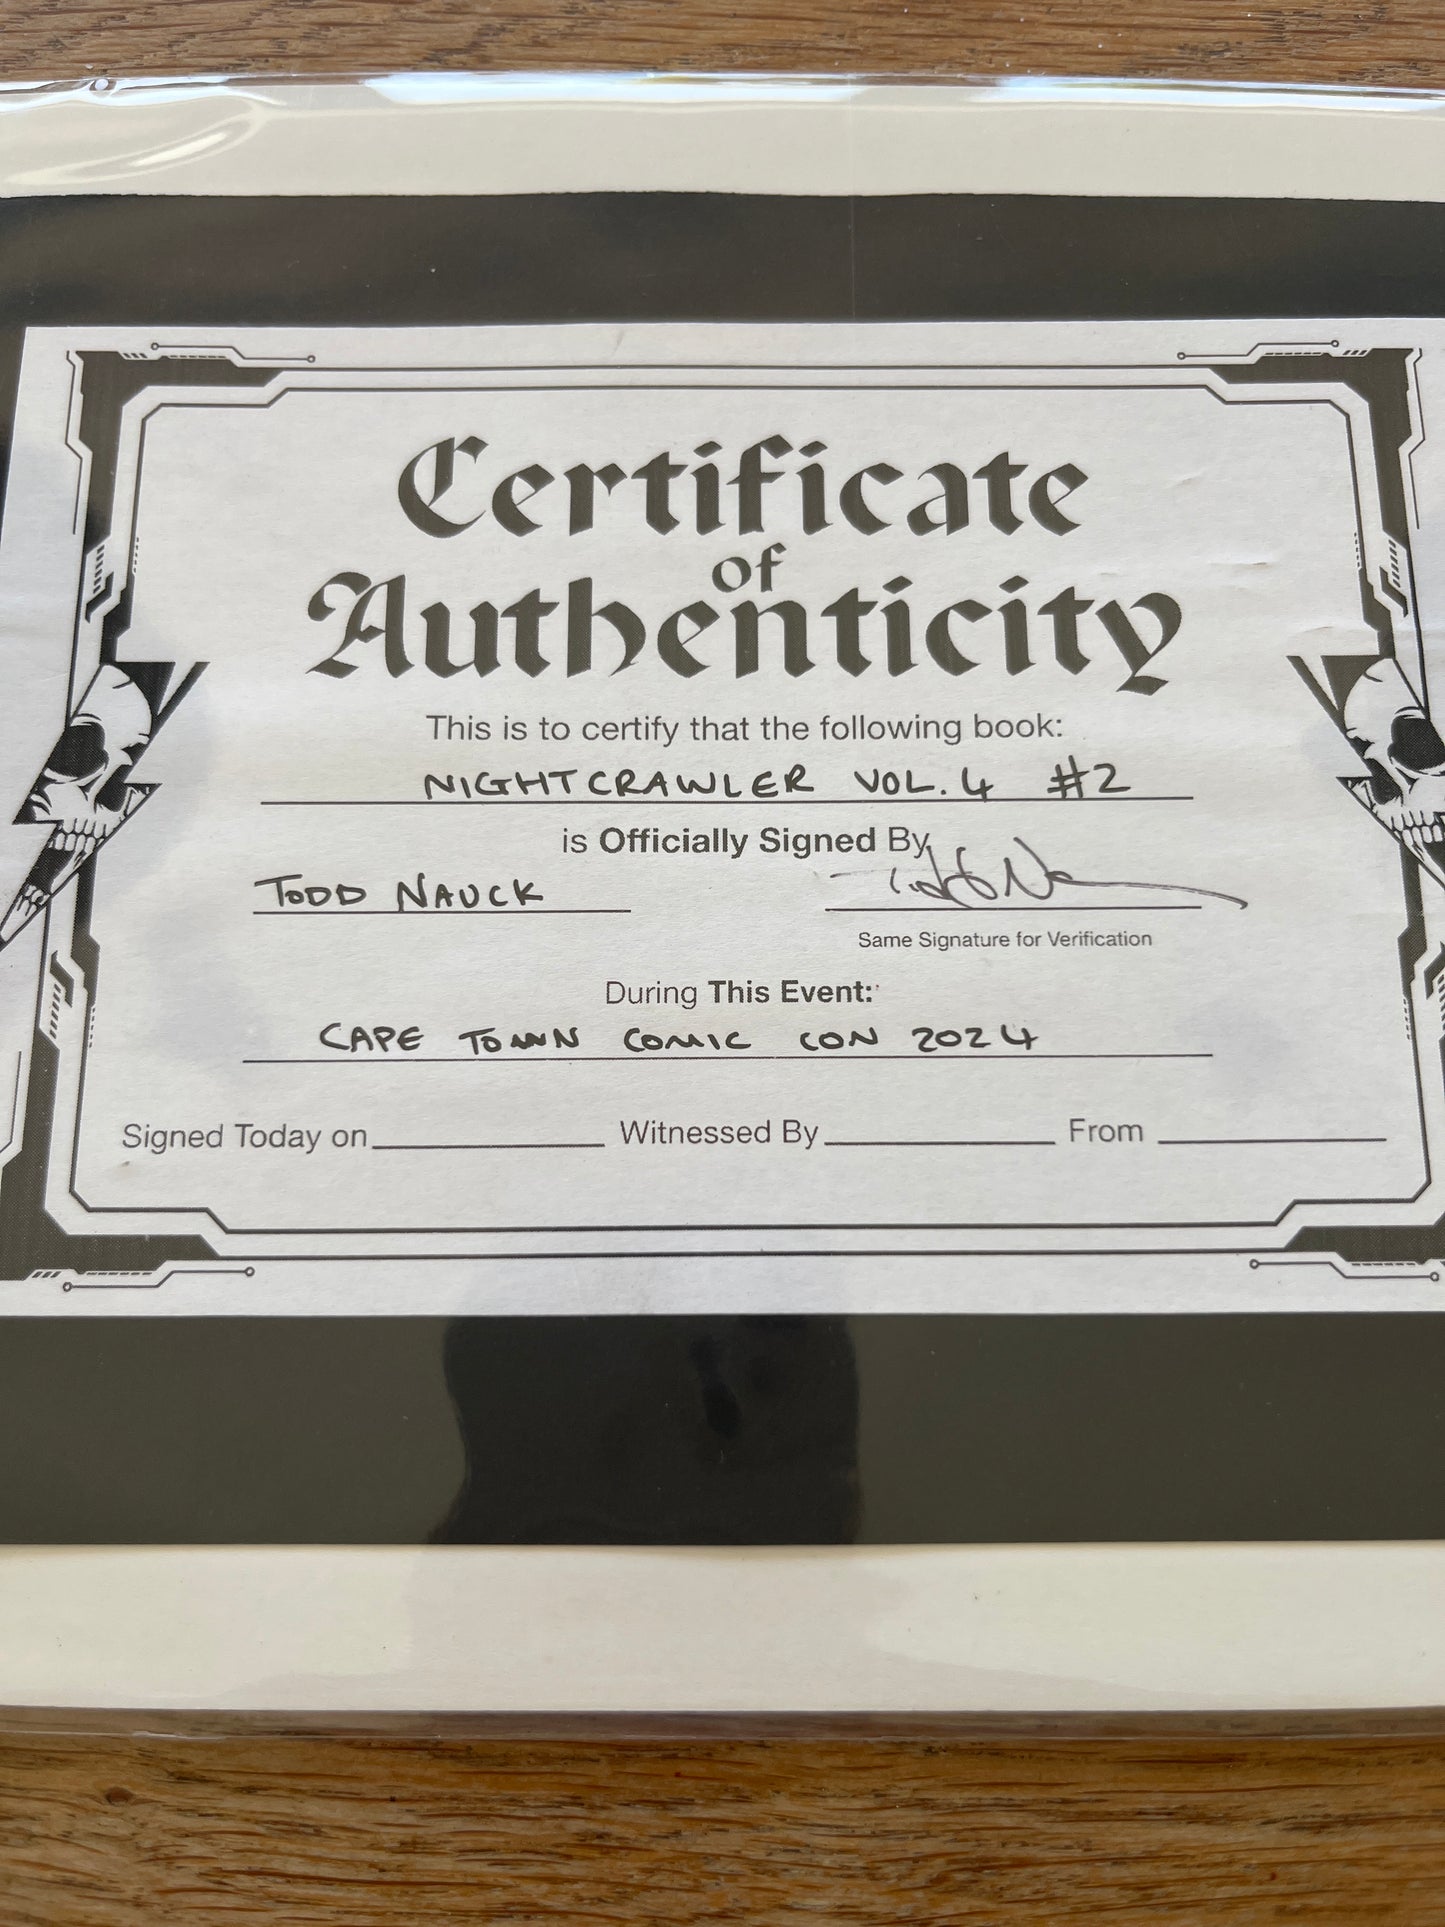 Certificate
of
Authenticity
This is to certify that the following book:
NIGHTCRAWLER VOL. 4 #2
is Officially Signed By
TODD NAUCK
Same Signature for Verification
During This Event:
CAPE TOWN COMIC CON 2024
Signed Today on Witnessed By From